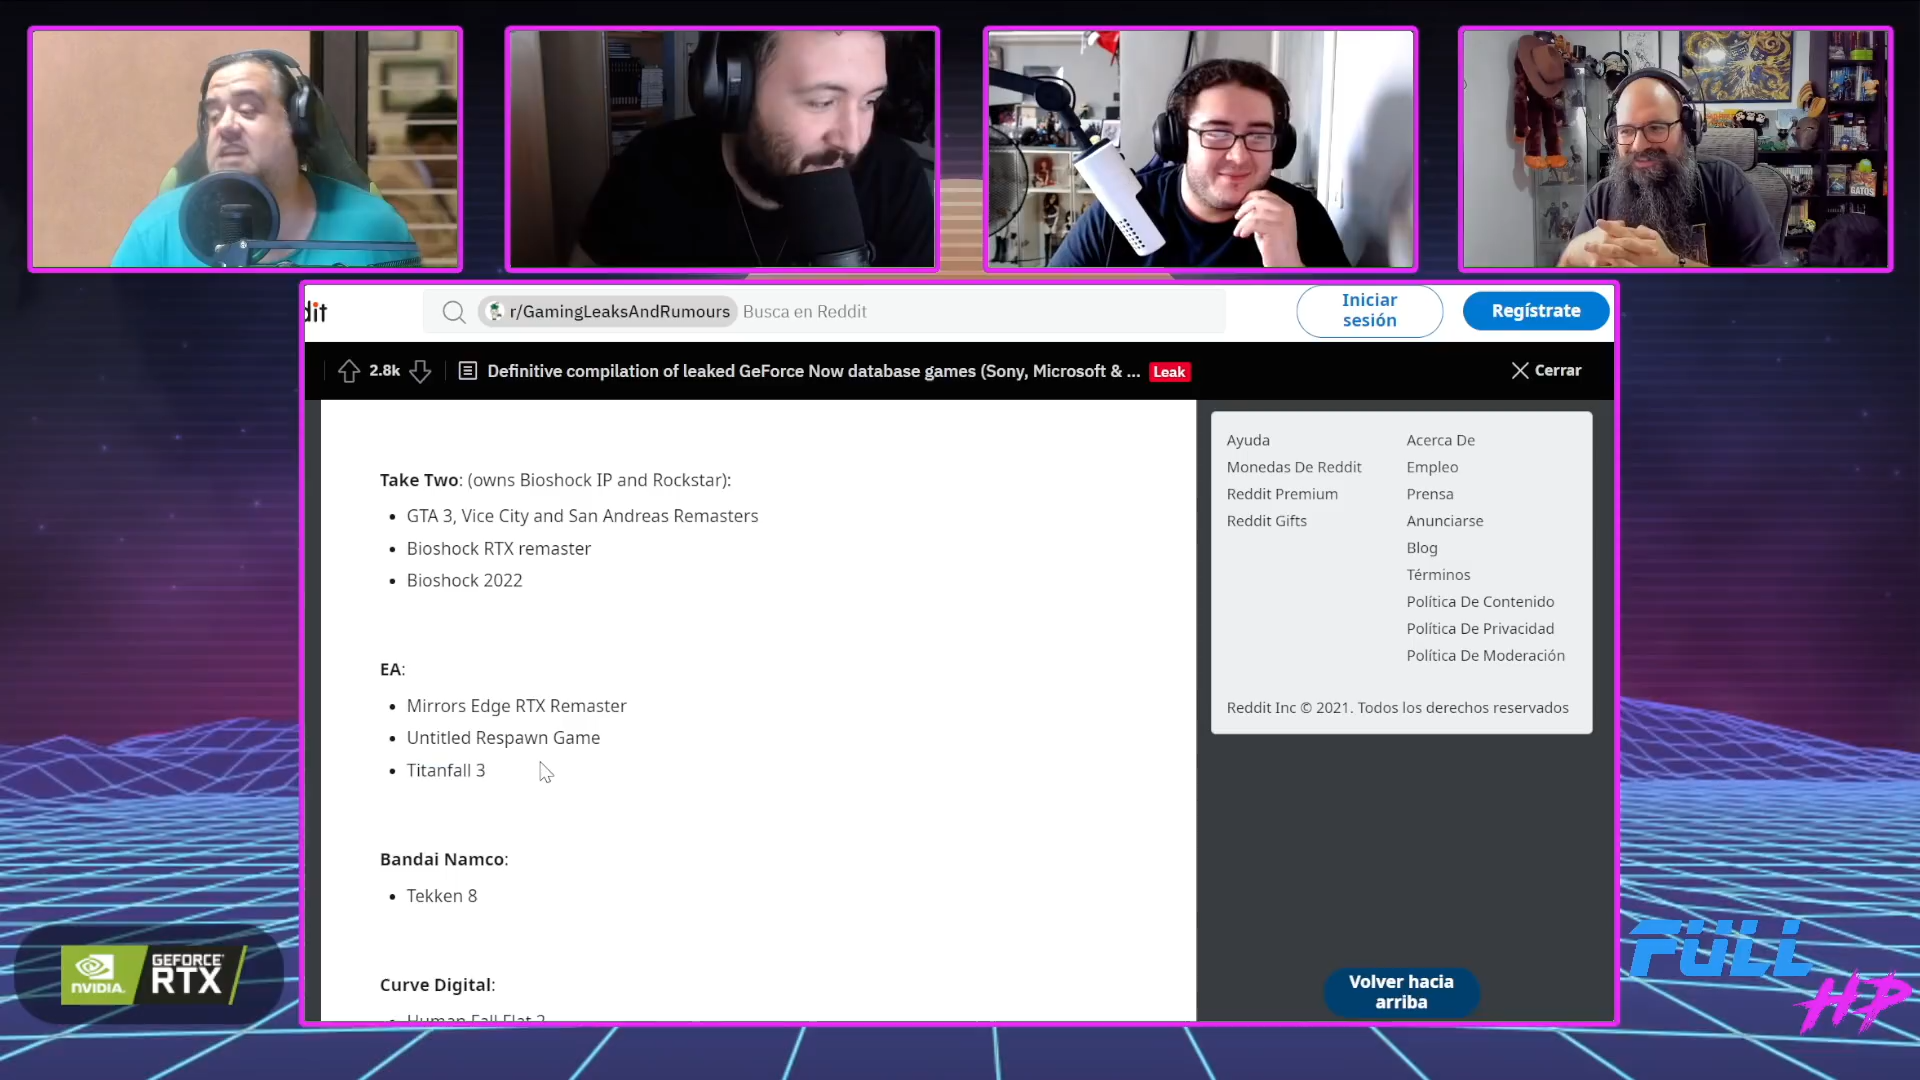 dit
r/GamingLeaksAndRumours Busca en Reddit
Iniciar
sesión
Regístrate
2.8k
Definitive compilation of leaked GeForce Now database games (Sony, Microsoft & ... Leak
Cerrar
Take Two: (owns Bioshock IP and Rockstar):
• GTA 3, Vice City and San Andreas Remasters
• Bioshock RTX remaster
• Bioshock 2022
EA:
• Mirrors Edge RTX Remaster
• Untitled Respawn Game
• Titanfall 3
Bandai Namco:
• Tekken 8
Curve Digital:
• Human Fall Flat 2
Ayuda
Monedas De Reddit
Reddit Premium
Reddit Gifts
Acerca De
Empleo
Prensa
Anunciarse
Blog
Términos
Política De Contenido
Política De Privacidad
Política De Moderación
Reddit Inc © 2021. Todos los derechos reservados
Volver hacia
arriba
NVIDIA.
GEFORCE
RTX
FULL
HP
GATOS